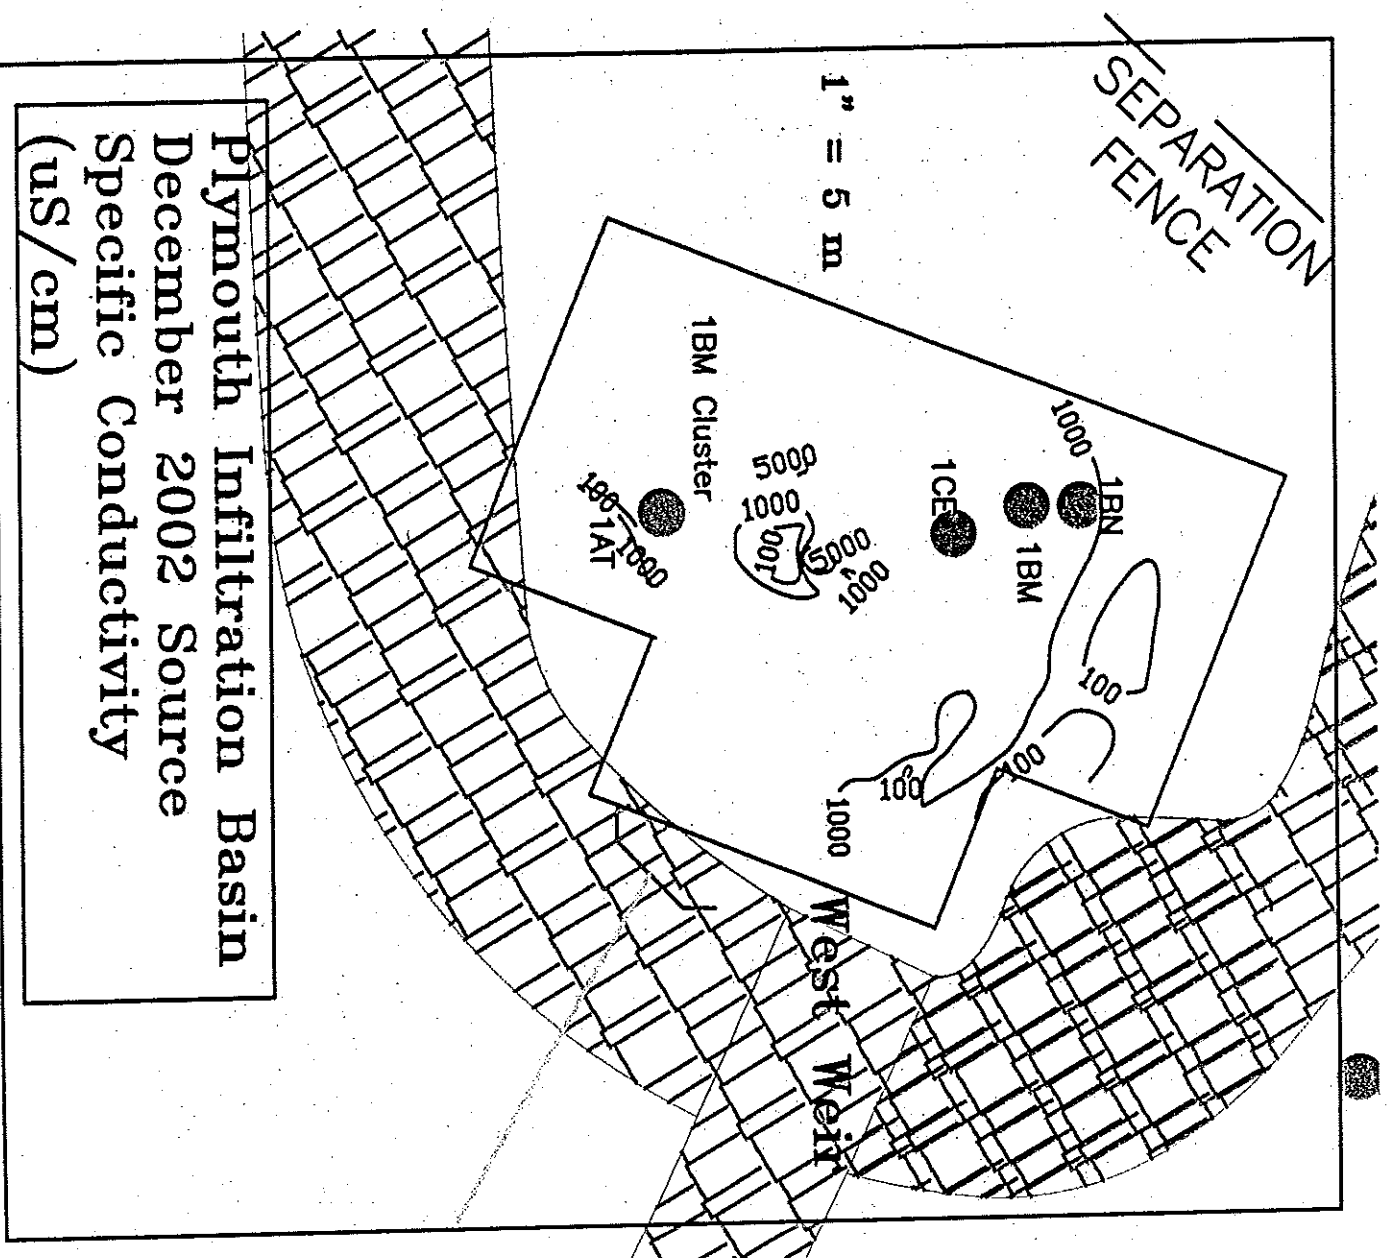 SEPARATION
FENCE
1" = 5 m
1000
1BN
1BM
1CE
100
100
100
1000
5000
1000
100
5000
1000
1BM Cluster
100
1AT
1000
West Weir
Plymouth Infiltration Basin
December 2002 Source
Specific Conductivity
(uS/cm)